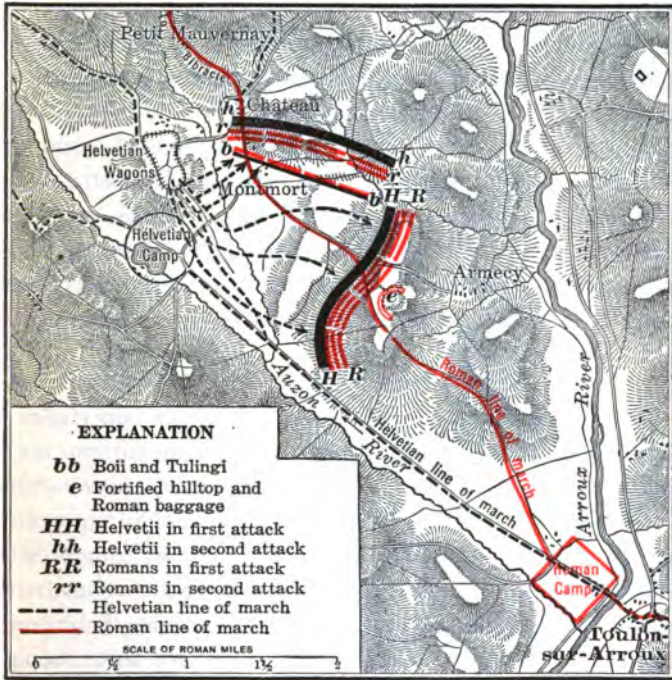 Petit Mauvernay
Bibracte
h Château
r
Helvetian
Wagons
b
Montmort
h
r
b H R
Helvetian
Camp
Armecy
e
H R
Auzon River
Helvetian line of march
Roman line of march
Arroux River
Roman
Camp
Toulon
sur-Arroux
EXPLANATION
bb Boii and Tulingi
e Fortified hilltop and
Roman baggage
HH Helvetii in first attack
hh Helvetii in second attack
RR Romans in first attack
rr Romans in second attack
Helvetian line of march
Roman line of march
SCALE OF ROMAN MILES
0 ½ 1 1½ 2